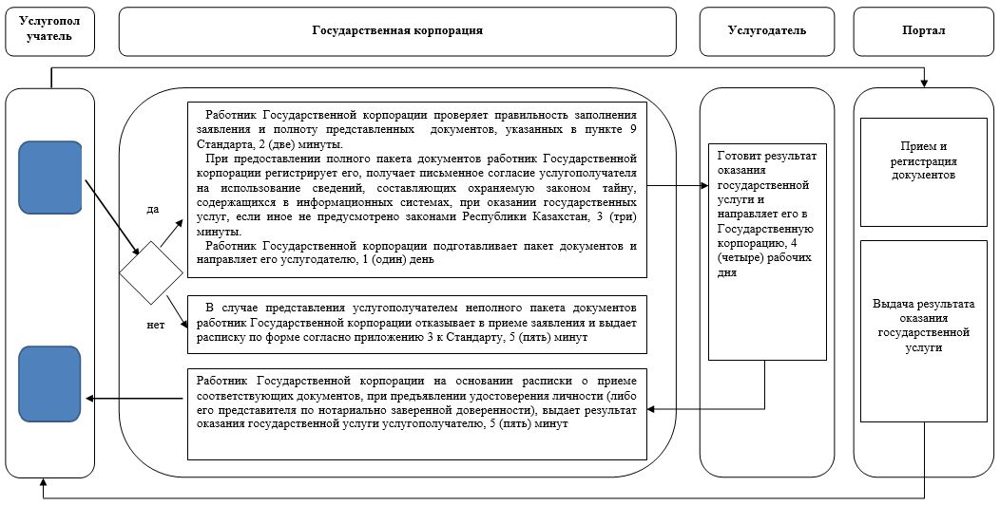 Услугопол
учатель
Государственная корпорация
Услугодатель
Портал
Работник Государственной корпорации проверяет правильность заполнения
заявления и полноту представленных документов, указанных в пункте 9
Стандарта, 2 (две) минуты.
При предоставлении полного пакета документов работник Государственной
корпорации регистрирует его, получает письменное согласие услугополучателя
на использование сведений, составляющих охраняемую законом тайну,
содержащихся в информационных системах, при оказании государственных
услуг, если иное не предусмотрено законами Республики Казахстан, 3 (три)
минуты.
Работник Государственной корпорации подготавливает пакет документов и
направляет его услугодателю, 1 (один) день
да
нет
В случае представления услугополучателем неполного пакета документов
работник Государственной корпорации отказывает в приеме заявления и выдает
расписку по форме согласно приложению 3 к Стандарту, 5 (пять) минут
Работник Государственной корпорации на основании расписки о приеме
соответствующих документов, при предъявлении удостоверения личности (либо
его представителя по нотариально заверенной доверенности), выдает результат
оказания государственной услуги услугополучателю, 5 (пять) минут
Готовит результат
оказания
государственной
услуги и
направляет его в
Государственную
корпорацию, 4
(четыре) рабочих
дня
Прием и
регистрация
документов
Выдача результата
оказания
государственной
услуги